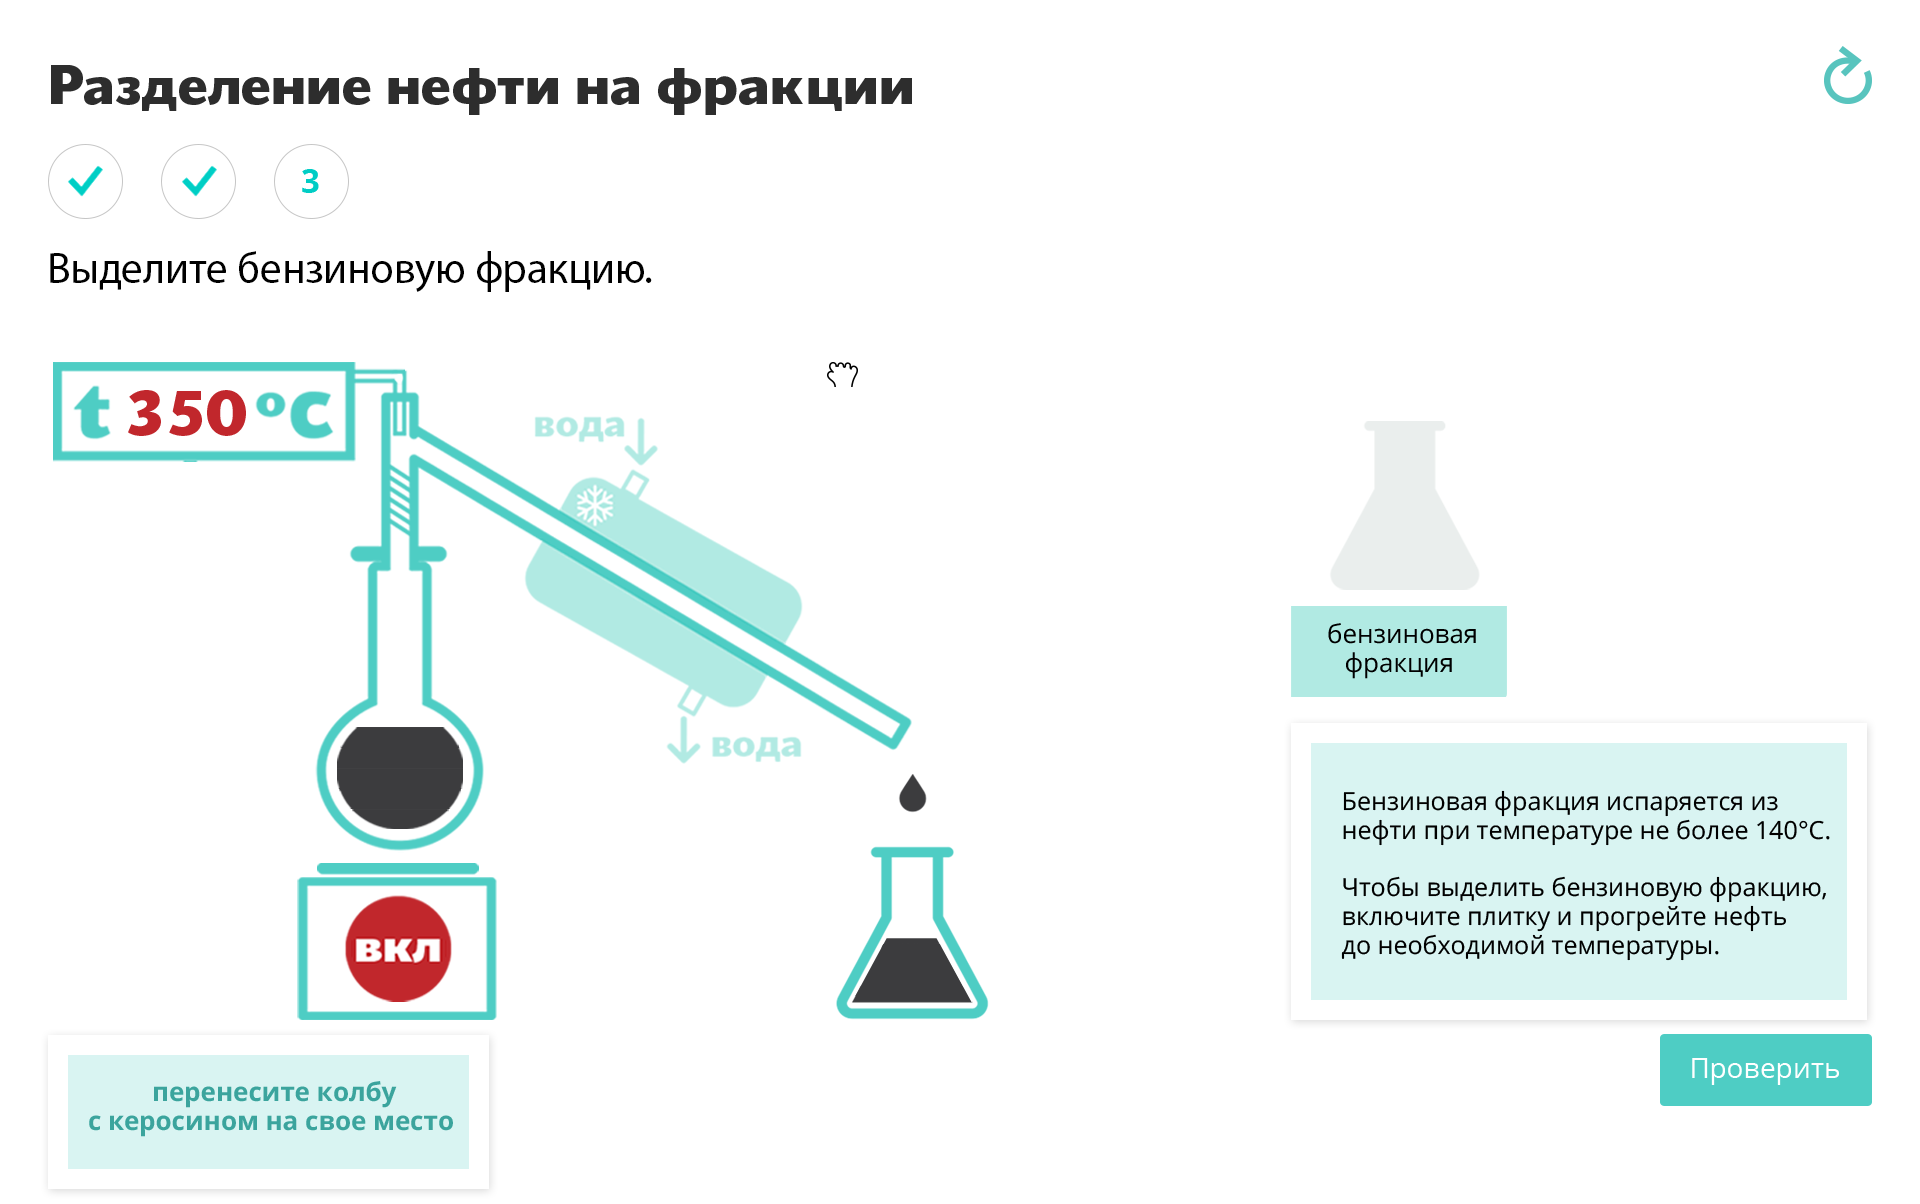 Разделение нефти на фракции
3
Выделите бензиновую фракцию.
t 350 °C
вода
вода
вкл
бензиновая
фракция
Бензиновая фракция испаряется из
нефти при температуре не более 140°С.
Чтобы выделить бензиновую фракцию,
включите плитку и прогрейте нефть
до необходимой температуры.
Проверить
перенесите колбу
с керосином на свое место